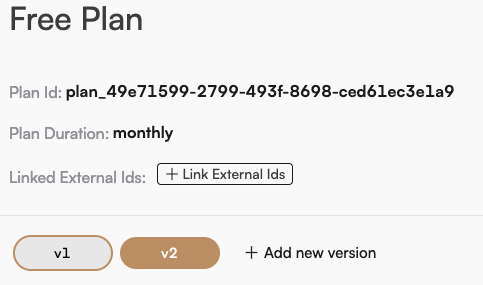 Free Plan
Plan Id: plan_49e71599-2799-493f-8698-ced61ec3e1a9
Plan Duration: monthly
Linked External Ids: + Link External Ids
v1 v2 + Add new version